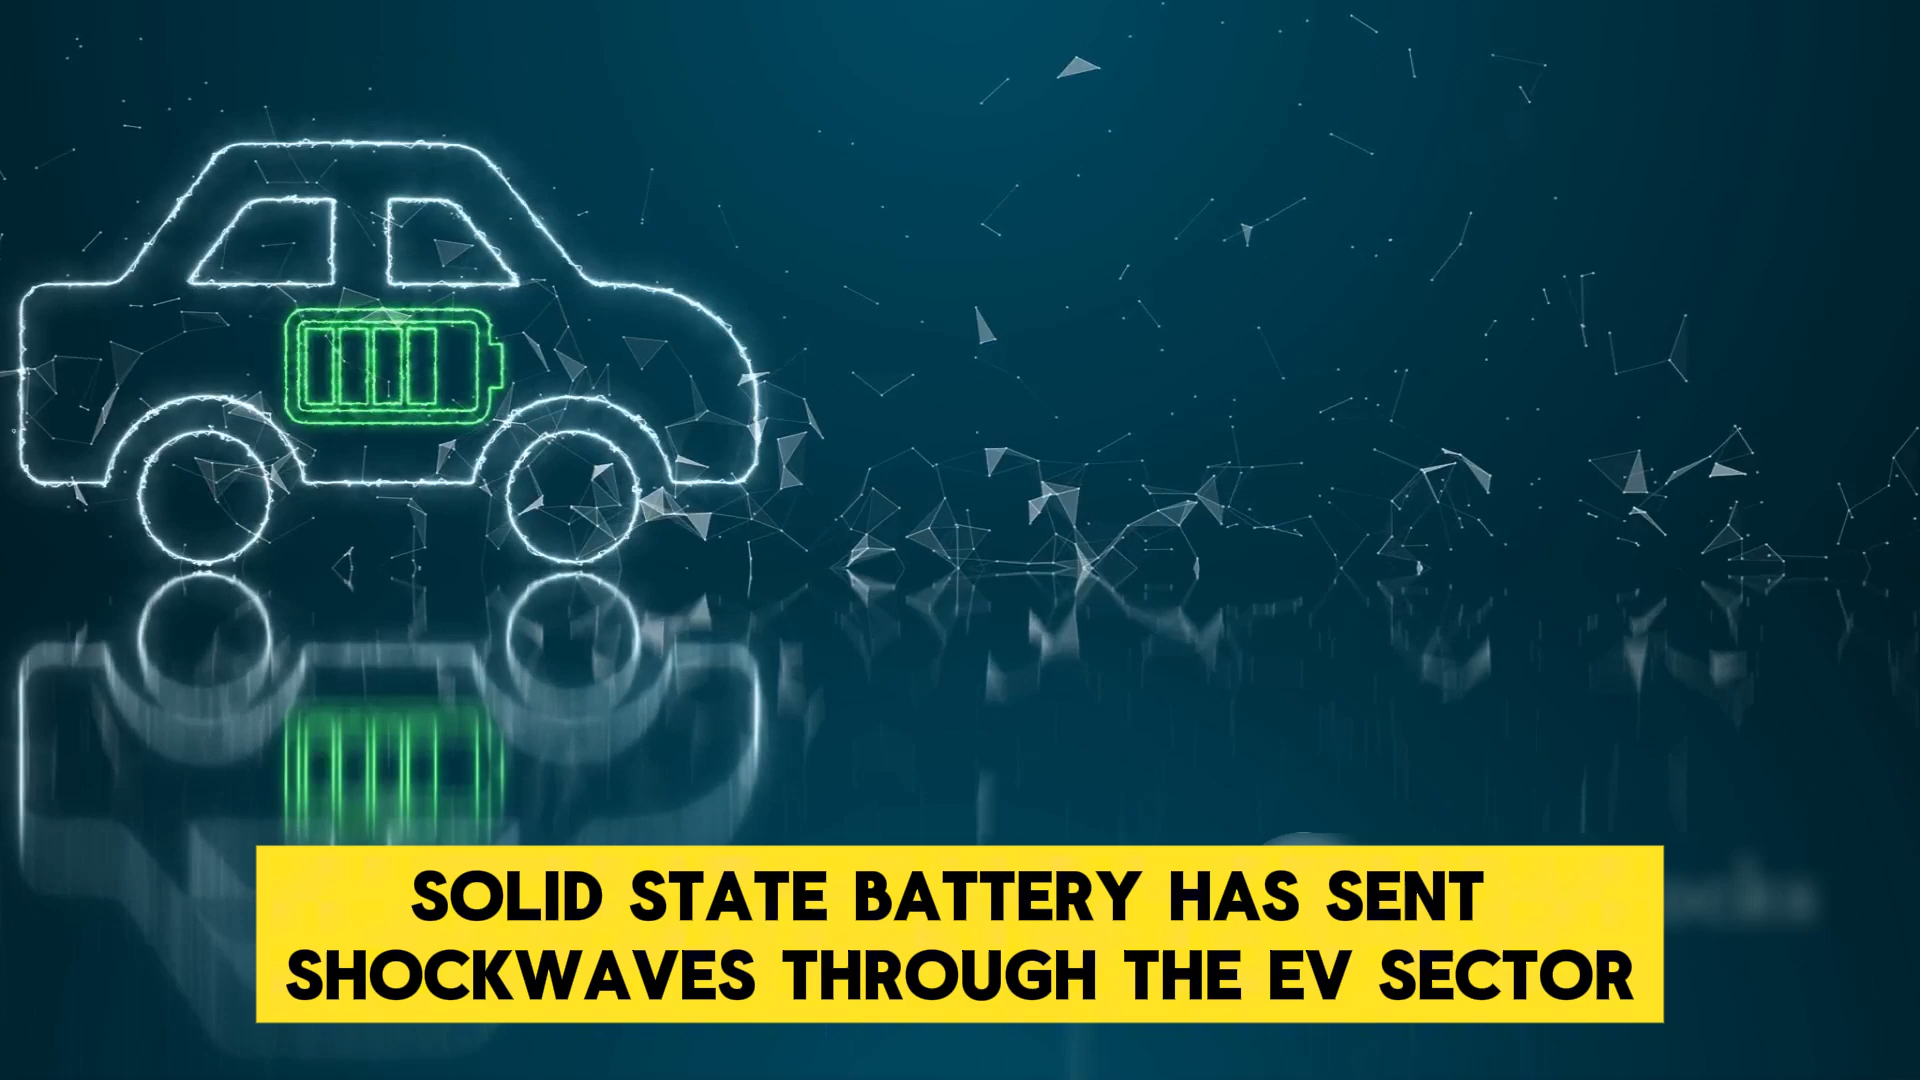 SOLID STATE BATTERY HAS SENT
SHOCKWAVES THROUGH THE EV SECTOR